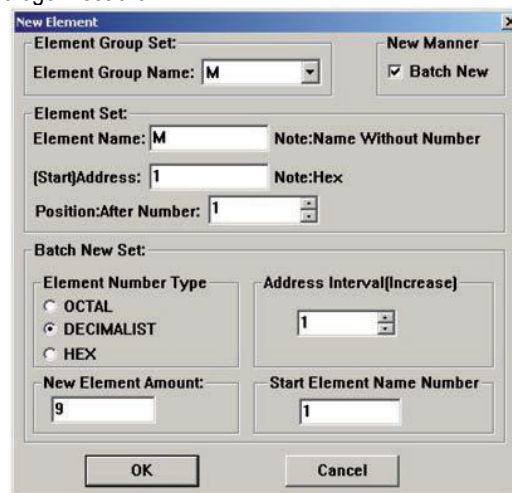 New Element
Element Group Set:
New Manner
Element Group Name: M
Batch New
Element Set:
Element Name: M Note:Name Without Number
(Start)Address: 1 Note:Hex
Position:After Number: 1
Batch New Set:
Element Number Type
Address Interval(Increase)
OCTAL
DECIMALIST
HEX
1
New Element Amount:
Start Element Name Number
9
1
OK
Cancel